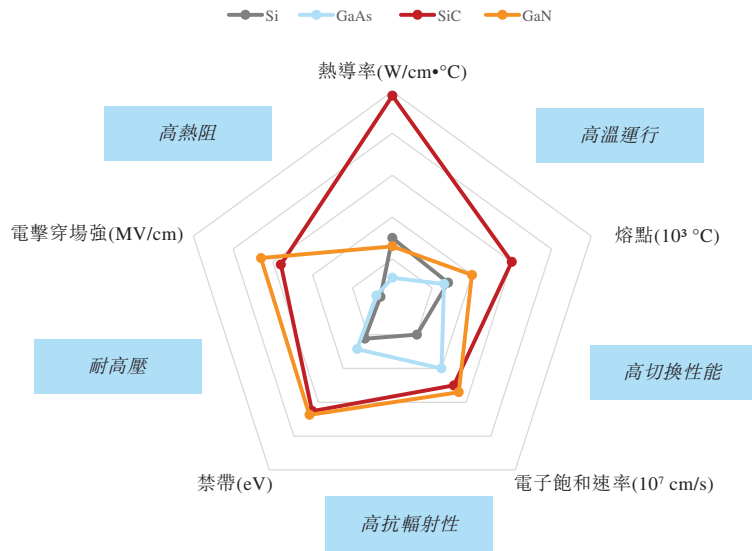 Si GaAs SiC GaN
熱導率(W/cm•°C)
高熱阻
高溫運行
電擊穿場強(MV/cm)
熔點(10³ °C)
耐高壓
高切換性能
禁帶(eV)
電子飽和速率(10⁷ cm/s)
高抗輻射性